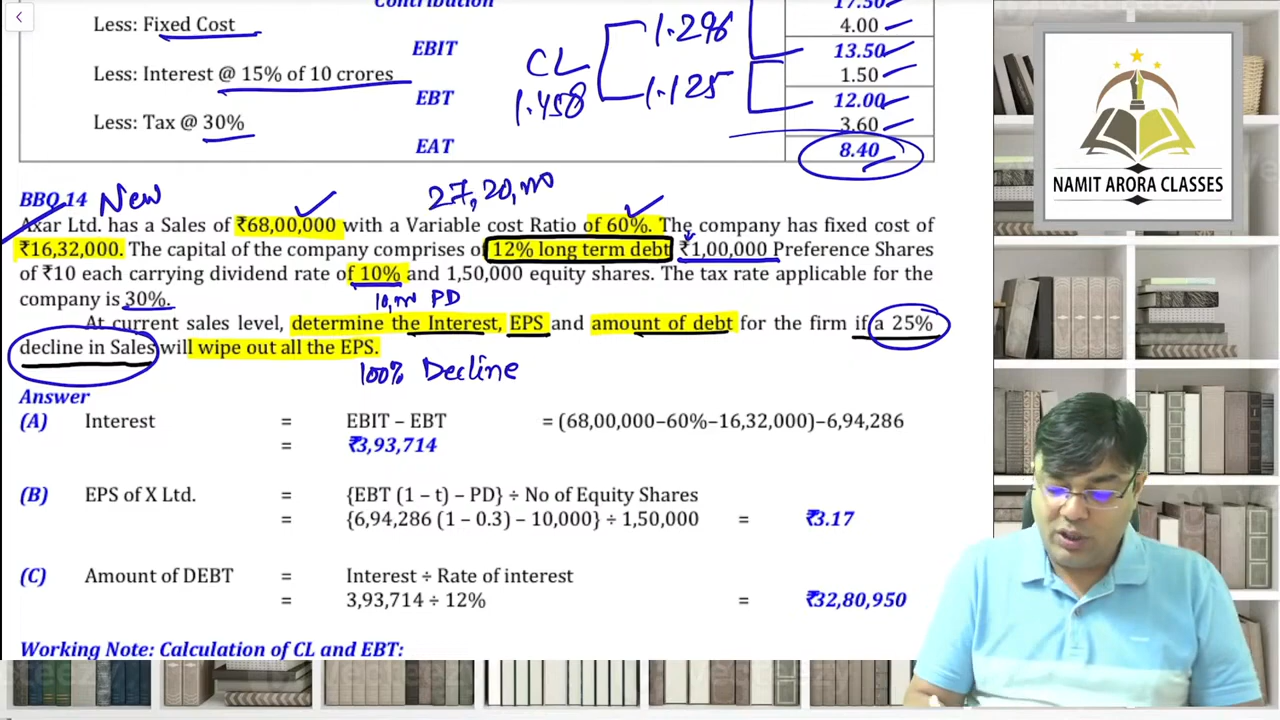 Contribution 17.50
Less: Fixed Cost 4.00
EBIT 13.50
Less: Interest @ 15% of 10 crores 1.50
EBT 12.00
Less: Tax @ 30% 3.60
EAT 8.40
CL 1.296
1.458 1.125
NAMIT ARORA CLASSES
BBQ 14 New 27,20,000
Axar Ltd. has a Sales of ₹68,00,000 with a Variable cost Ratio of 60%. The company has fixed cost of
₹16,32,000. The capital of the company comprises of 12% long term debt ₹1,00,000 Preference Shares
of ₹10 each carrying dividend rate of 10% and 1,50,000 equity shares. The tax rate applicable for the
company is 30%. 10,000 PD
At current sales level, determine the Interest, EPS and amount of debt for the firm if a 25%
decline in Sales will wipe out all the EPS.
100% Decline
Answer
(A) Interest = EBIT – EBT = (68,00,000–60%–16,32,000)–6,94,286
= ₹3,93,714
(B) EPS of X Ltd. = {EBT (1 – t) – PD} ÷ No of Equity Shares
= {6,94,286 (1 – 0.3) – 10,000} ÷ 1,50,000 = ₹3.17
(C) Amount of DEBT = Interest ÷ Rate of interest
= 3,93,714 ÷ 12% = ₹32,80,950
Working Note: Calculation of CL and EBT: